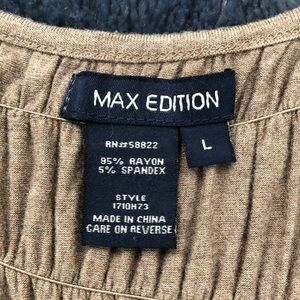 MAX EDITION
L
RN#58822
95% RAYON
5% SPANDEX
STYLE
1710H73
MADE IN CHINA
CARE ON REVERSE